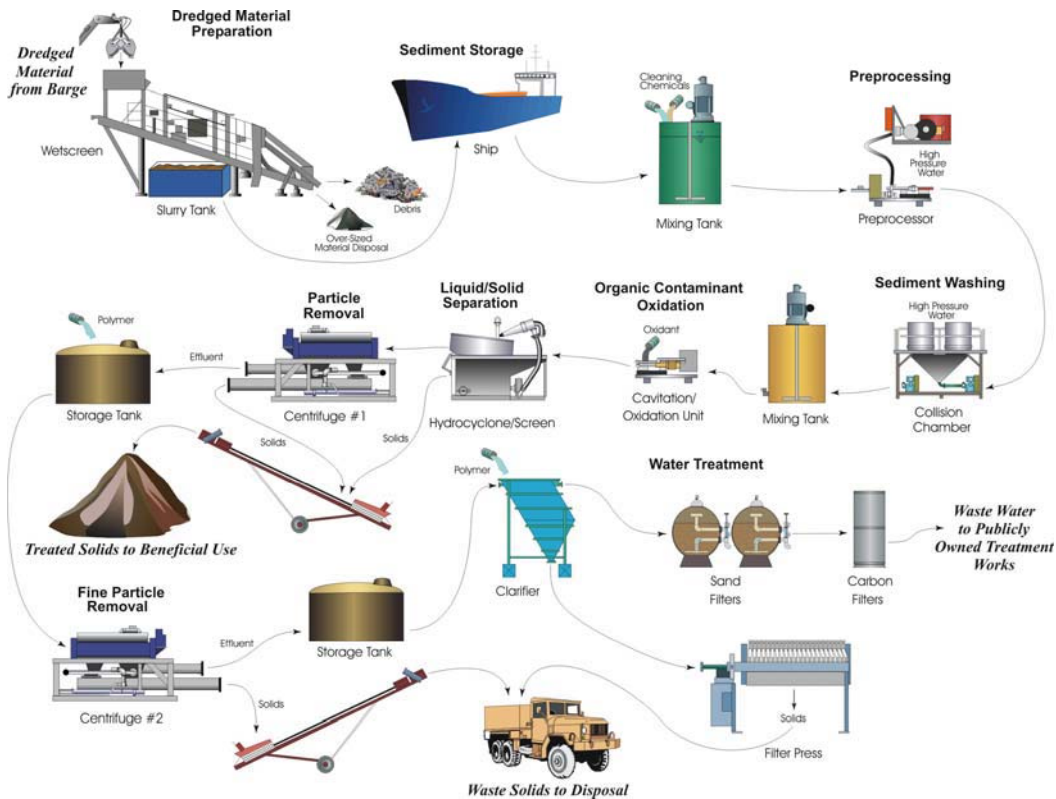 Dredged Material
Preparation
Dredged
Material
from Barge
Wetscreen
Slurry Tank
Debris
Over-Sized
Material Disposal
Sediment Storage
Ship
Cleaning
Chemicals
Mixing Tank
Preprocessing
High
Pressure
Water
Preprocessor
Sediment Washing
High Pressure
Water
Collision
Chamber
Mixing Tank
Organic Contaminant
Oxidation
Oxidant
Cavitation/
Oxidation Unit
Liquid/Solid
Separation
Hydrocyclone/Screen
Solids
Particle
Removal
Centrifuge #1
Effluent
Solids
Polymer
Storage Tank
Treated Solids to Beneficial Use
Fine Particle
Removal
Centrifuge #2
Effluent
Solids
Storage Tank
Polymer
Clarifier
Water Treatment
Sand
Filters
Carbon
Filters
Waste Water
to Publicly
Owned Treatment
Works
Solids
Filter Press
Waste Solids to Disposal